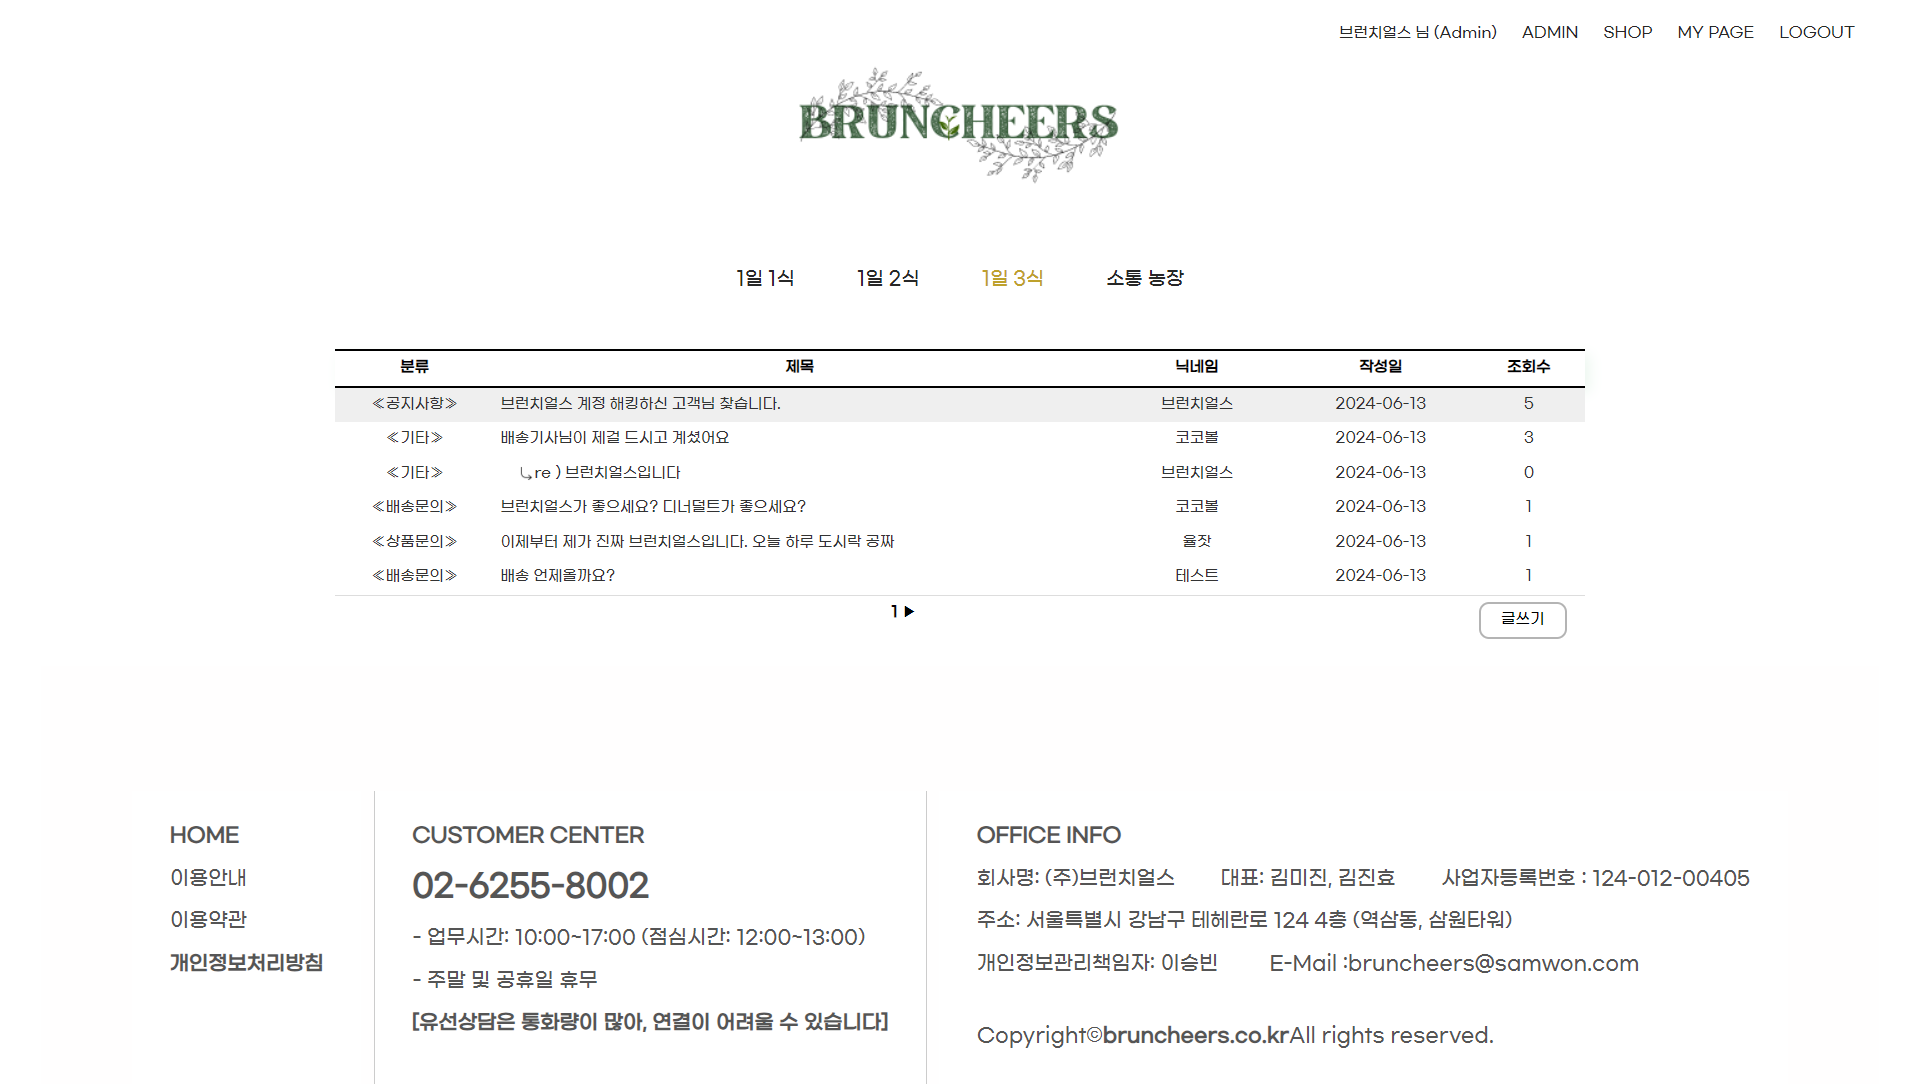 브런치얼스 님 (Admin) ADMIN SHOP MY PAGE LOGOUT
BRUNCHEERS
1일 1식 1일 2식 1일 3식 소통 농장
분류 제목 닉네임 작성일 조회수
≪공지사항≫ 브런치얼스 계정 해킹하신 고객님 찾습니다. 브런치얼스 2024-06-13 5
≪기타≫ 배송기사님이 제걸 드시고 계셨어요 코코볼 2024-06-13 3
≪기타≫ ㄴre ) 브런치얼스입니다 브런치얼스 2024-06-13 0
≪배송문의≫ 브런치얼스가 좋으세요? 디너덜트가 좋으세요? 코코볼 2024-06-13 1
≪상품문의≫ 이제부터 제가 진짜 브런치얼스입니다. 오늘 하루 도시락 공짜 율잣 2024-06-13 1
≪배송문의≫ 배송 언제올까요? 테스트 2024-06-13 1
1 ▶
글쓰기
HOME
이용안내
이용약관
개인정보처리방침
CUSTOMER CENTER
02-6255-8002
- 업무시간: 10:00~17:00 (점심시간: 12:00~13:00)
- 주말 및 공휴일 휴무
[유선상담은 통화량이 많아, 연결이 어려울 수 있습니다]
OFFICE INFO
회사명: (주)브런치얼스 대표: 김미진, 김진효 사업자등록번호 : 124-012-00405
주소: 서울특별시 강남구 테헤란로 124 4층 (역삼동, 삼원타워)
개인정보관리책임자: 이승빈 E-Mail :bruncheers@samwon.com
Copyright©bruncheers.co.krAll rights reserved.